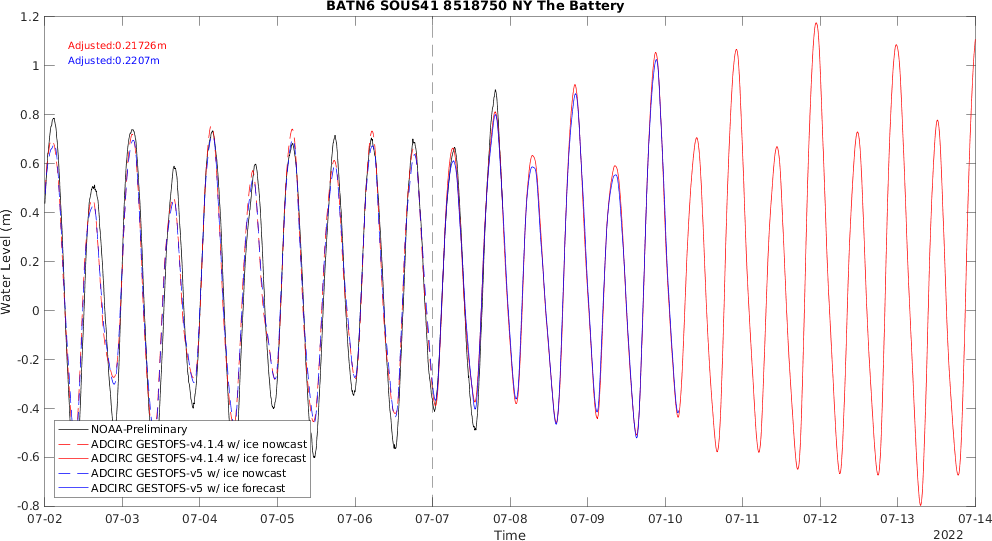 BATN6 SOUS41 8518750 NY The Battery
1.2
1
0.8
0.6
0.4
0.2
0
-0.2
-0.4
-0.6
-0.8
Water Level (m)
Adjusted:0.21726m
Adjusted:0.2207m
NOAA-Preliminary
ADCIRC GESTOFS-v4.1.4 w/ ice nowcast
ADCIRC GESTOFS-v4.1.4 w/ ice forecast
ADCIRC GESTOFS-v5 w/ ice nowcast
ADCIRC GESTOFS-v5 w/ ice forecast
07-02 07-03 07-04 07-05 07-06 07-07 07-08 07-09 07-10 07-11 07-12 07-13 07-14
Time
2022